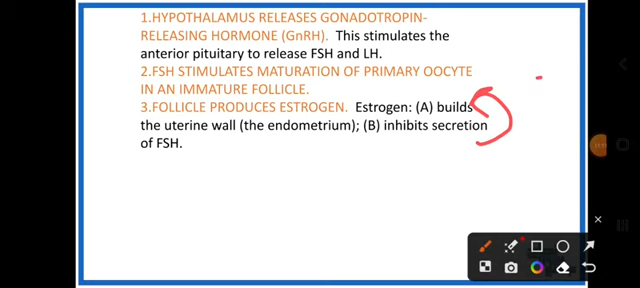 1.HYPOTHALAMUS RELEASES GONADOTROPIN-
RELEASING HORMONE (GnRH). This stimulates the
anterior pituitary to release FSH and LH.
2.FSH STIMULATES MATURATION OF PRIMARY OOCYTE
IN AN IMMATURE FOLLICLE.
3.FOLLICLE PRODUCES ESTROGEN. Estrogen: (A) builds
the uterine wall (the endometrium); (B) inhibits secretion
of FSH.